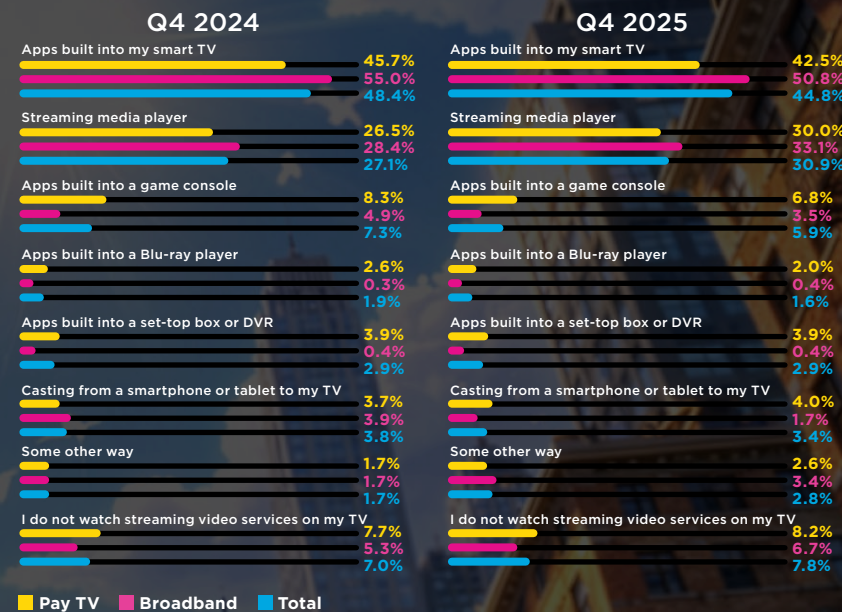 Q4 2024
Apps built into my smart TV
45.7%
55.0%
48.4%
Streaming media player
26.5%
28.4%
27.1%
Apps built into a game console
8.3%
4.9%
7.3%
Apps built into a Blu-ray player
2.6%
0.3%
1.9%
Apps built into a set-top box or DVR
3.9%
0.4%
2.9%
Casting from a smartphone or tablet to my TV
3.7%
3.9%
3.8%
Some other way
1.7%
1.7%
1.7%
I do not watch streaming video services on my TV
7.7%
5.3%
7.0%
Q4 2025
Apps built into my smart TV
42.5%
50.8%
44.8%
Streaming media player
30.0%
33.1%
30.9%
Apps built into a game console
6.8%
3.5%
5.9%
Apps built into a Blu-ray player
2.0%
0.4%
1.6%
Apps built into a set-top box or DVR
3.9%
0.4%
2.9%
Casting from a smartphone or tablet to my TV
4.0%
1.7%
3.4%
Some other way
2.6%
3.4%
2.8%
I do not watch streaming video services on my TV
8.2%
6.7%
7.8%
Pay TV Broadband Total